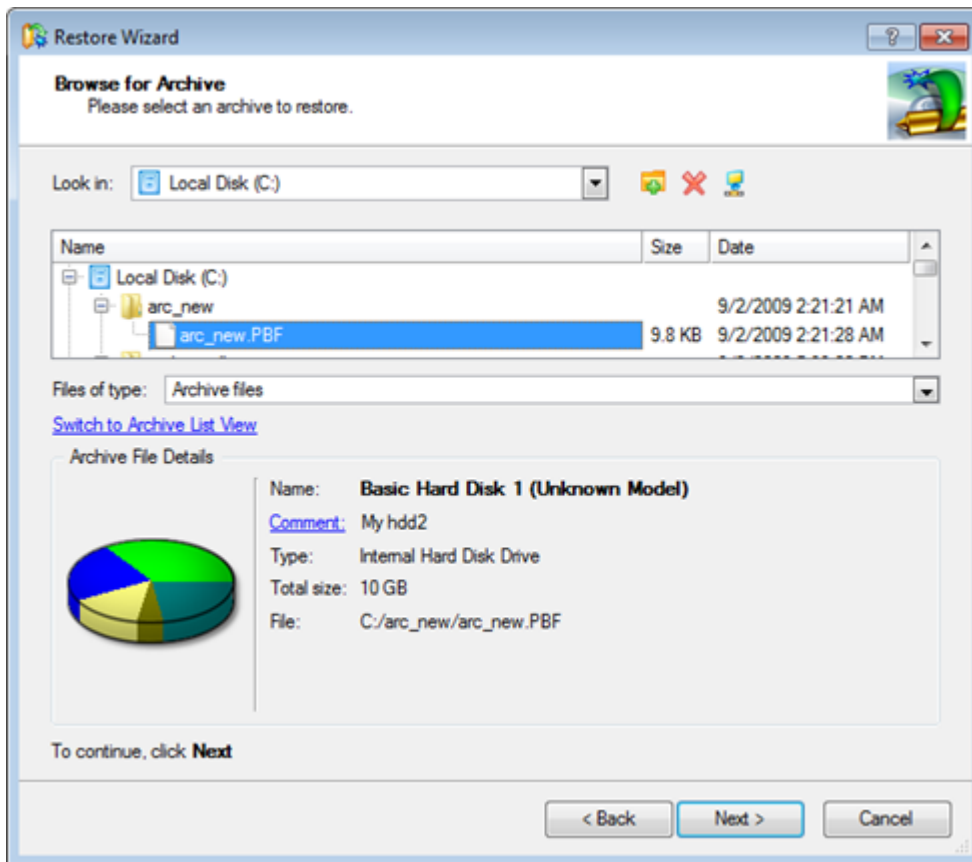 Restore Wizard
Browse for Archive
Please select an archive to restore.
Look in: Local Disk (C:)
Name Size Date
Local Disk (C:)
arc_new 9/2/2009 2:21:21 AM
arc_new.PBF 9.8 KB 9/2/2009 2:21:28 AM
Files of type: Archive files
Switch to Archive List View
Archive File Details
Name: Basic Hard Disk 1 (Unknown Model)
Comment: My hdd2
Type: Internal Hard Disk Drive
Total size: 10 GB
File: C:/arc_new/arc_new.PBF
To continue, click Next
< Back Next > Cancel